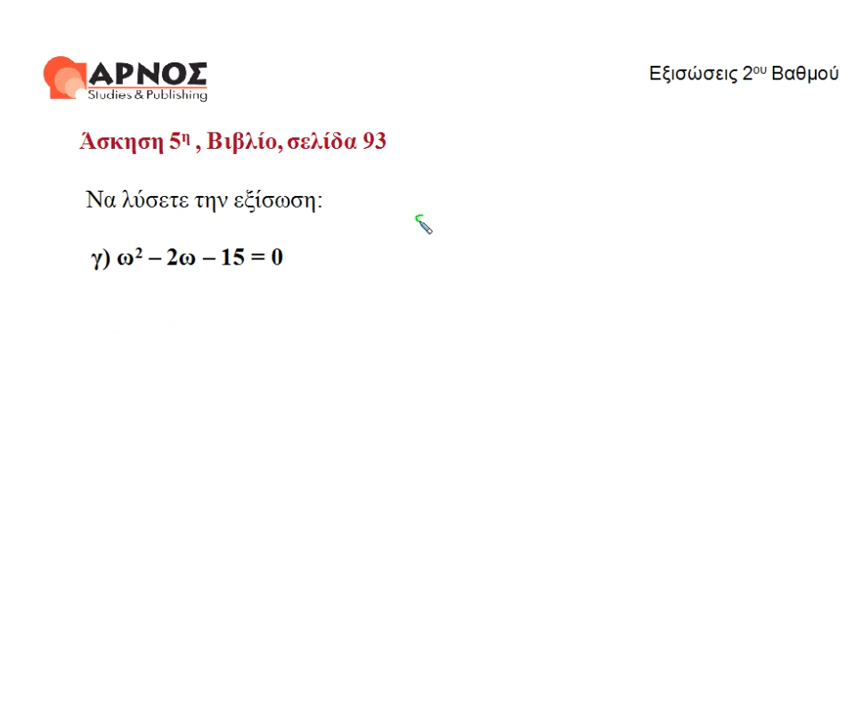 ΑΡΝΟΣ
Studies & Publishing
Εξισώσεις 2ου Βαθμού
Άσκηση 5η , Βιβλίο, σελίδα 93
Να λύσετε την εξίσωση:
γ) ω² – 2ω – 15 = 0